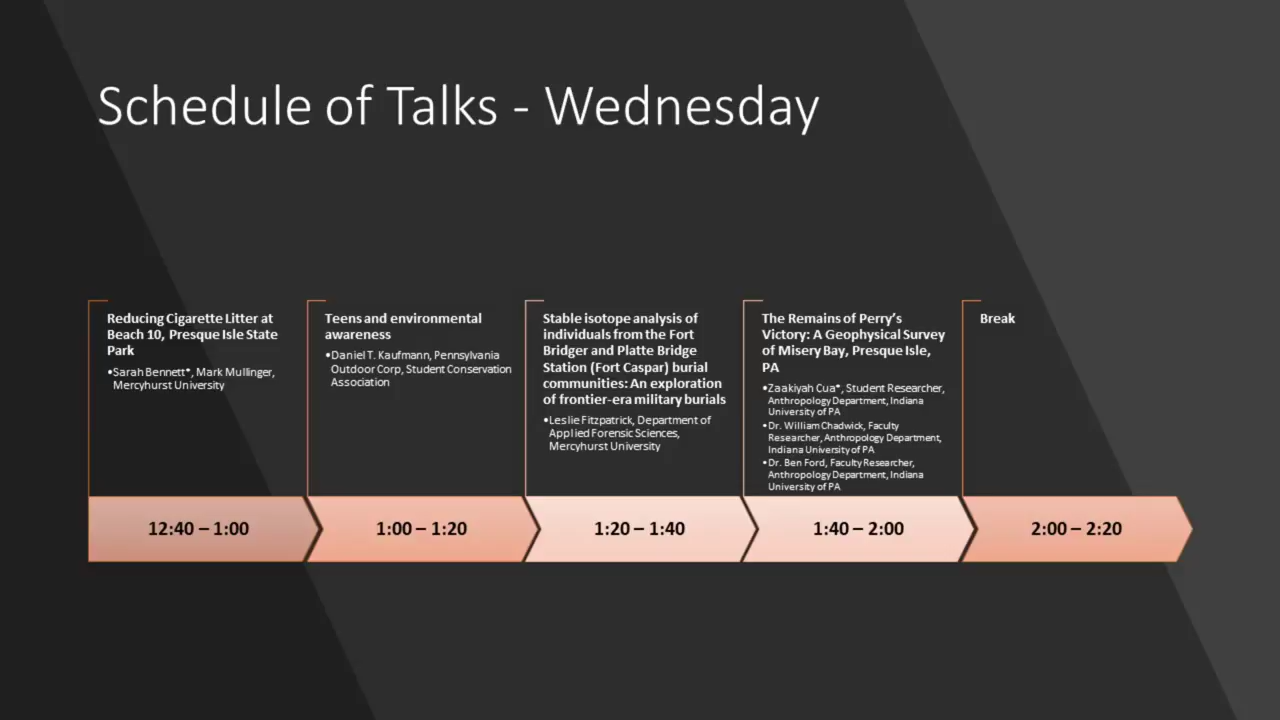 Schedule of Talks - Wednesday
Reducing Cigarette Litter at
Beach 10, Presque Isle State
Park
•Sarah Bennett*, Mark Mullinger,
Mercyhurst University
Teens and environmental
awareness
•Daniel T. Kaufmann, Pennsylvania
Outdoor Corp, Student Conservation
Association
Stable isotope analysis of
individuals from the Fort
Bridger and Platte Bridge
Station (Fort Caspar) burial
communities: An exploration
of frontier-era military burials
•Leslie Fitzpatrick, Department of
Applied Forensic Sciences,
Mercyhurst University
The Remains of Perry’s
Victory: A Geophysical Survey
of Misery Bay, Presque Isle,
PA
•Zaakiyah Cua*, Student Researcher,
Anthropology Department, Indiana
University of PA
•Dr. William Chadwick, Faculty
Researcher, Anthropology Department,
Indiana University of PA
•Dr. Ben Ford, Faculty Researcher,
Anthropology Department, Indiana
University of PA
Break
12:40 – 1:00
1:00 – 1:20
1:20 – 1:40
1:40 – 2:00
2:00 – 2:20